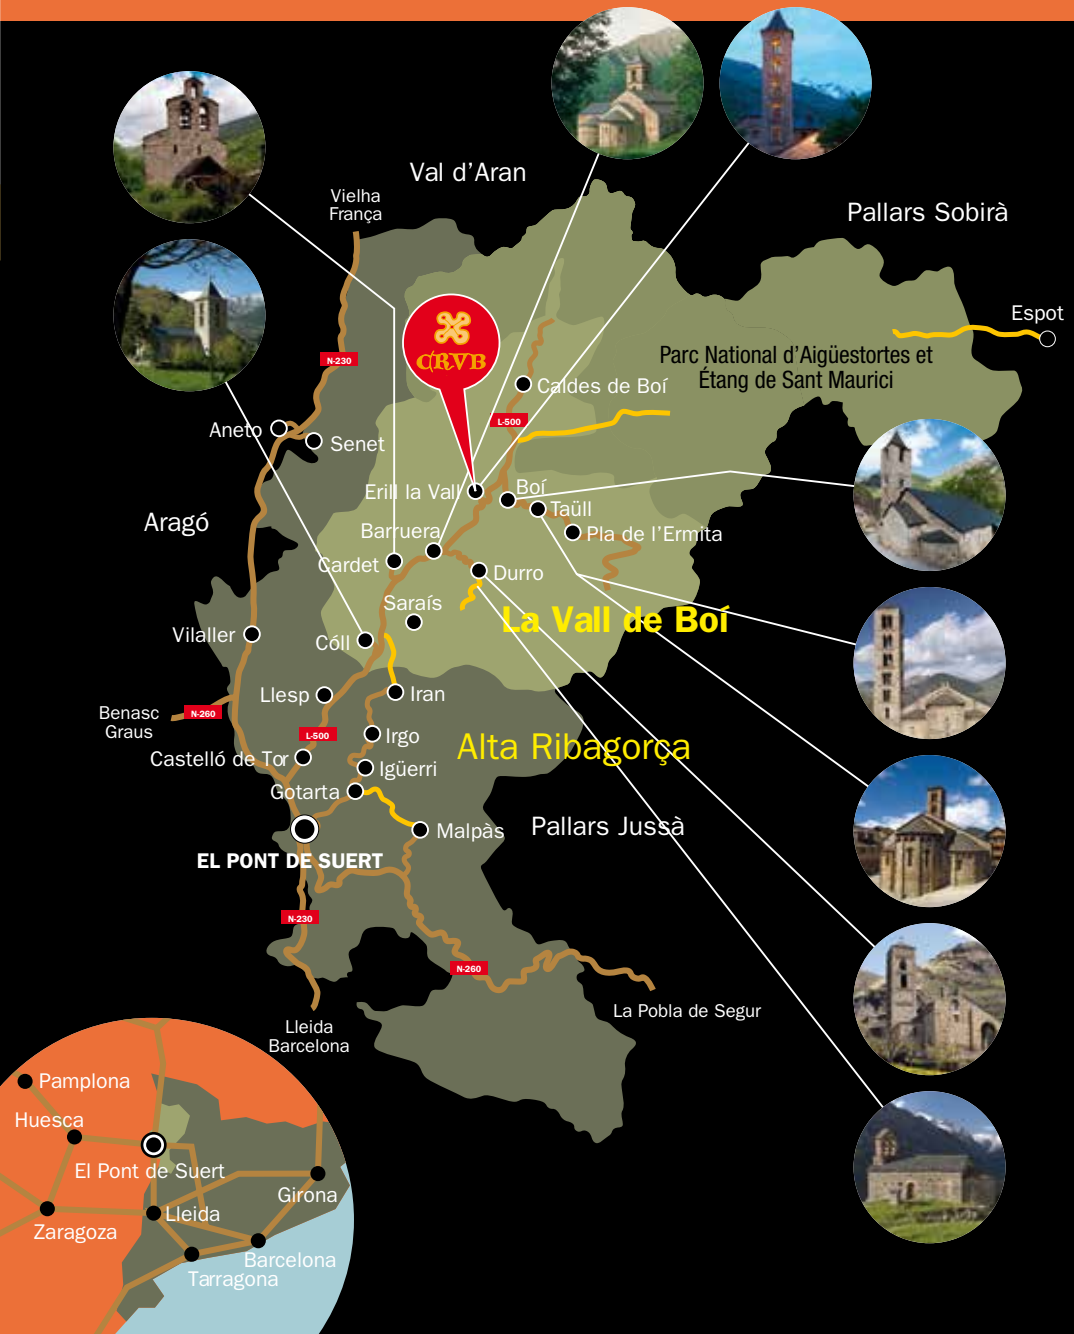 Val d'Aran
Vielha
França
Pallars Sobirà
Espot
N-230
CRVB
Parc National d'Aigüestortes et
Étang de Sant Maurici
Caldes de Boí
L-500
Aneto
Senet
Erill la Vall
Boí
Taüll
Aragó
Barruera
Pla de l'Ermita
Cardet
Durro
Saraís
La Vall de Boí
Vilaller
Cóll
Llesp
Iran
Benasc
Graus
N-260
L-500
Irgo
Alta Ribagorça
Castelló de Tor
Igüerri
Gotarta
Malpàs
Pallars Jussà
EL PONT DE SUERT
N-230
N-260
La Pobla de Segur
Lleida
Barcelona
Pamplona
Huesca
El Pont de Suert
Girona
Lleida
Zaragoza
Barcelona
Tarragona